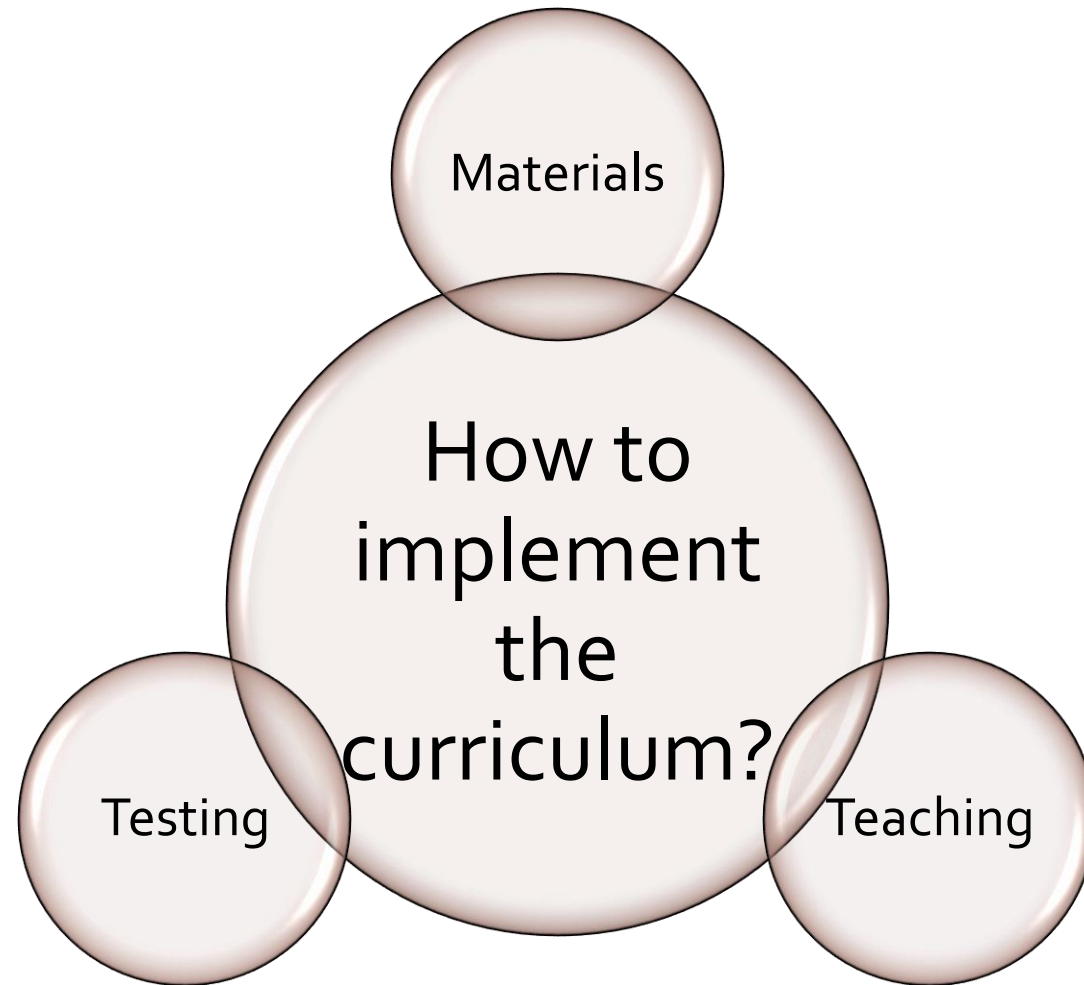 Materials
How to
implement
the
curriculum?
Testing
Teaching